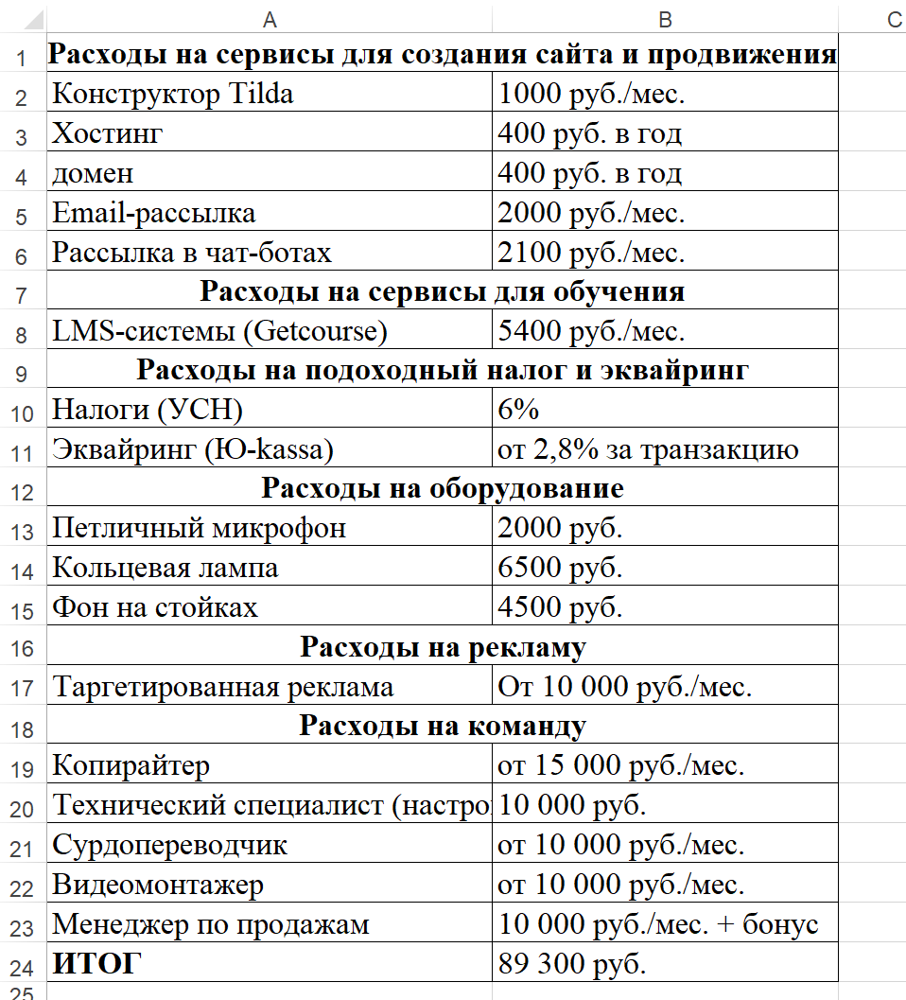 A B C
1 Расходы на сервисы для создания сайта и продвижения
2 Конструктор Tilda 1000 руб./мес.
3 Хостинг 400 руб. в год
4 домен 400 руб. в год
5 Email-рассылка 2000 руб./мес.
6 Рассылка в чат-ботах 2100 руб./мес.
7 Расходы на сервисы для обучения
8 LMS-системы (Getcourse) 5400 руб./мес.
9 Расходы на подоходный налог и эквайринг
10 Налоги (УСН) 6%
11 Эквайринг (Ю-kassa) от 2,8% за транзакцию
12 Расходы на оборудование
13 Петличный микрофон 2000 руб.
14 Кольцевая лампа 6500 руб.
15 Фон на стойках 4500 руб.
16 Расходы на рекламу
17 Таргетированная реклама От 10 000 руб./мес.
18 Расходы на команду
19 Копирайтер от 15 000 руб./мес.
20 Технический специалист (настро 10 000 руб.
21 Сурдопереводчик от 10 000 руб./мес.
22 Видеомонтажер от 10 000 руб./мес.
23 Менеджер по продажам 10 000 руб./мес. + бонус
24 ИТОГ 89 300 руб.
25